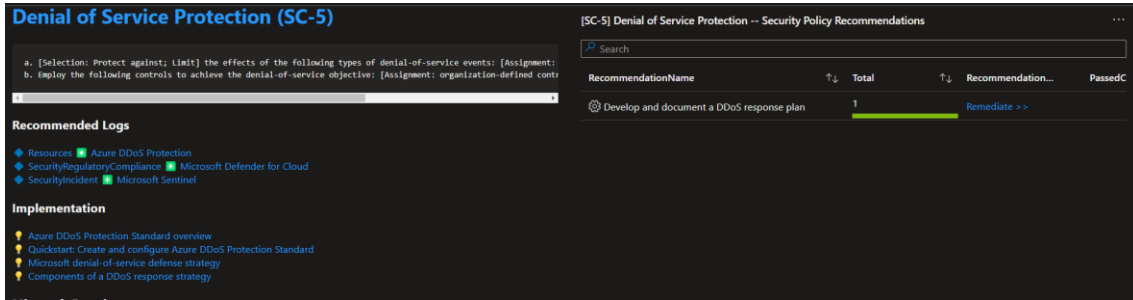 Denial of Service Protection (SC-5)
a. [Selection: Protect against; Limit] the effects of the following types of denial-of-service events: [Assignment:
b. Employ the following controls to achieve the denial-of-service objective: [Assignment: organization-defined contr
Recommended Logs
Resources Azure DDoS Protection
SecurityRegulatoryCompliance Microsoft Defender for Cloud
SecurityIncident Microsoft Sentinel
Implementation
Azure DDoS Protection Standard overview
Quickstart: Create and configure Azure DDoS Protection Standard
Microsoft denial-of-service defense strategy
Components of a DDoS response strategy
[SC-5] Denial of Service Protection -- Security Policy Recommendations
Search
RecommendationName Total Recommendation... PassedC
Develop and document a DDoS response plan 1 Remediate >>